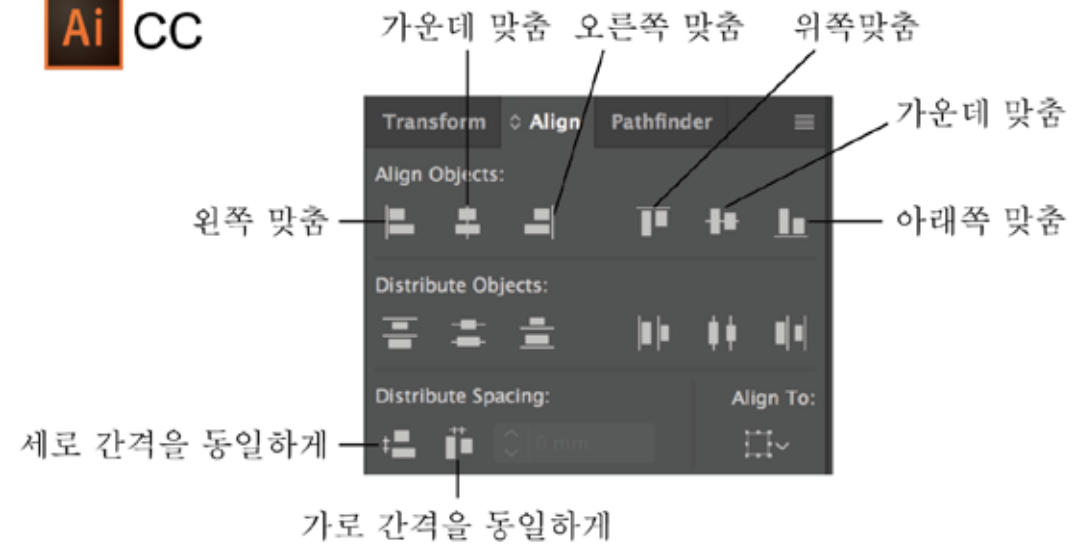 Ai CC
가운데 맞춤 오른쪽 맞춤 위쪽맞춤
가운데 맞춤
Transform Align Pathfinder
Align Objects:
왼쪽 맞춤
아래쪽 맞춤
Distribute Objects:
Distribute Spacing:
Align To:
세로 간격을 동일하게
0 mm
가로 간격을 동일하게